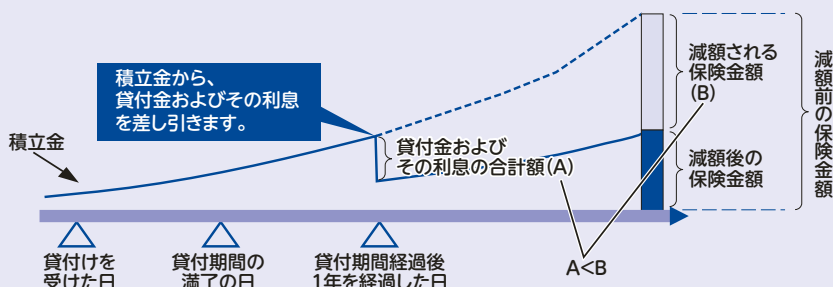 積立金から、
貸付金およびその利息
を差し引きます。
積立金
貸付金および
その利息の合計額(A)
減額される
保険金額
(B)
減額後の
保険金額
減額前の保険金額
貸付けを
受けた日
貸付期間の
満了の日
貸付期間経過後
1年を経過した日
A<B